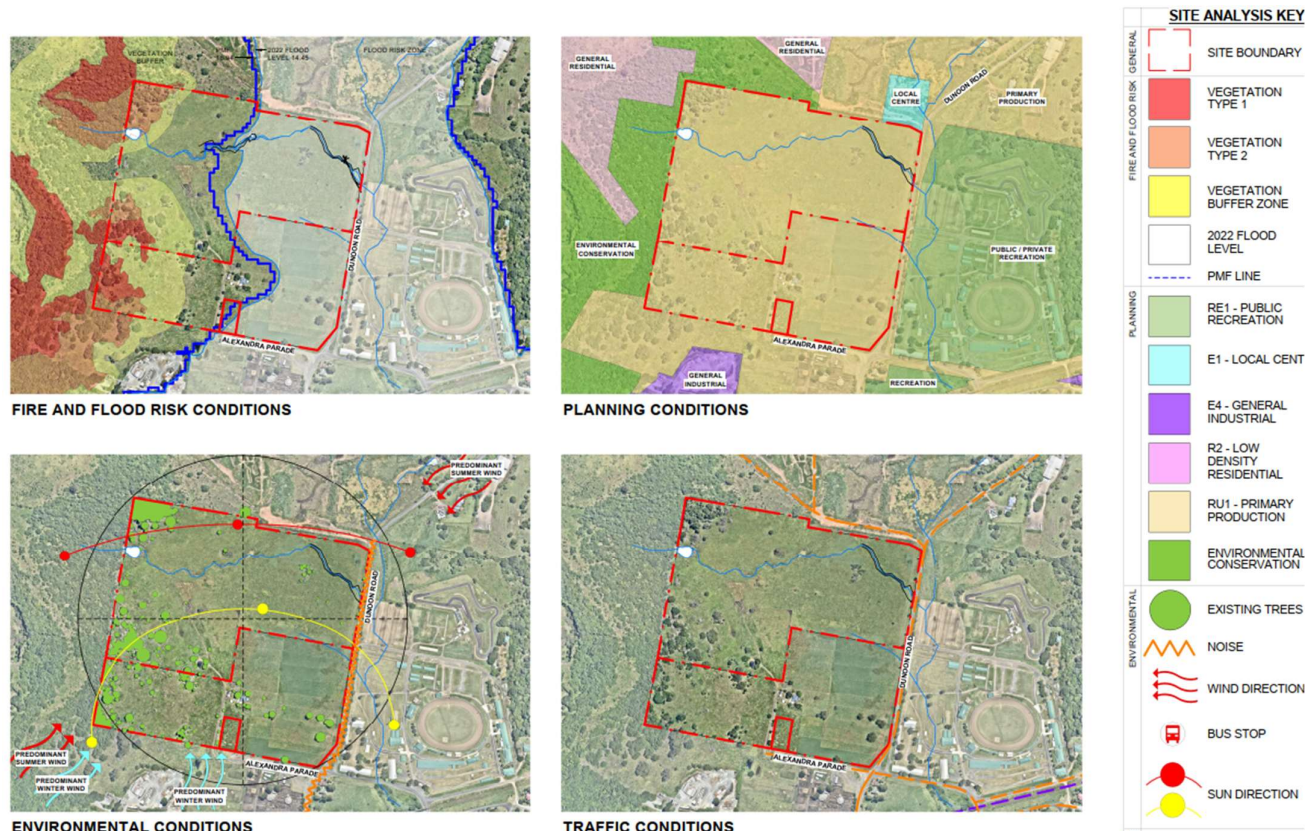 VEGETATION
BUFFER
PMF
2022 FLOOD
LEVEL 14.45
FLOOD RISK ZONE
DUNOON ROAD
ALEXANDRA PARADE
FIRE AND FLOOD RISK CONDITIONS
GENERAL
RESIDENTIAL
GENERAL
RESIDENTIAL
LOCAL
CENTRE
DUNOON ROAD
PRIMARY
PRODUCTION
ENVIRONMENTAL
CONSERVATION
PUBLIC / PRIVATE
RECREATION
DUNOON ROAD
ALEXANDRA PARADE
GENERAL
INDUSTRIAL
RECREATION
PLANNING CONDITIONS
PREDOMINANT
SUMMER WIND
DUNOON ROAD
PREDOMINANT
SUMMER WIND
PREDOMINANT
WINTER WIND
PREDOMINANT
WINTER WIND
ALEXANDRA PARADE
ENVIRONMENTAL CONDITIONS
DUNOON ROAD
ALEXANDRA PARADE
TRAFFIC CONDITIONS
SITE ANALYSIS KEY
GENERAL
SITE BOUNDARY
FIRE AND FLOOD RISK
VEGETATION
TYPE 1
VEGETATION
TYPE 2
VEGETATION
BUFFER ZONE
2022 FLOOD
LEVEL
PMF LINE
PLANNING
RE1 - PUBLIC
RECREATION
E1 - LOCAL CENT
E4 - GENERAL
INDUSTRIAL
R2 - LOW
DENSITY
RESIDENTIAL
RU1 - PRIMARY
PRODUCTION
ENVIRONMENTAL
CONSERVATION
ENVIRONMENTAL
EXISTING TREES
NOISE
WIND DIRECTION
BUS STOP
SUN DIRECTION